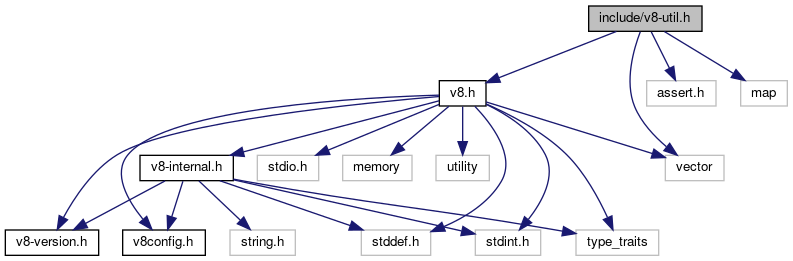 include/v8-util.h
v8.h
assert.h
map
v8-internal.h
stdio.h
memory
utility
vector
v8-version.h
v8config.h
string.h
stddef.h
stdint.h
type_traits